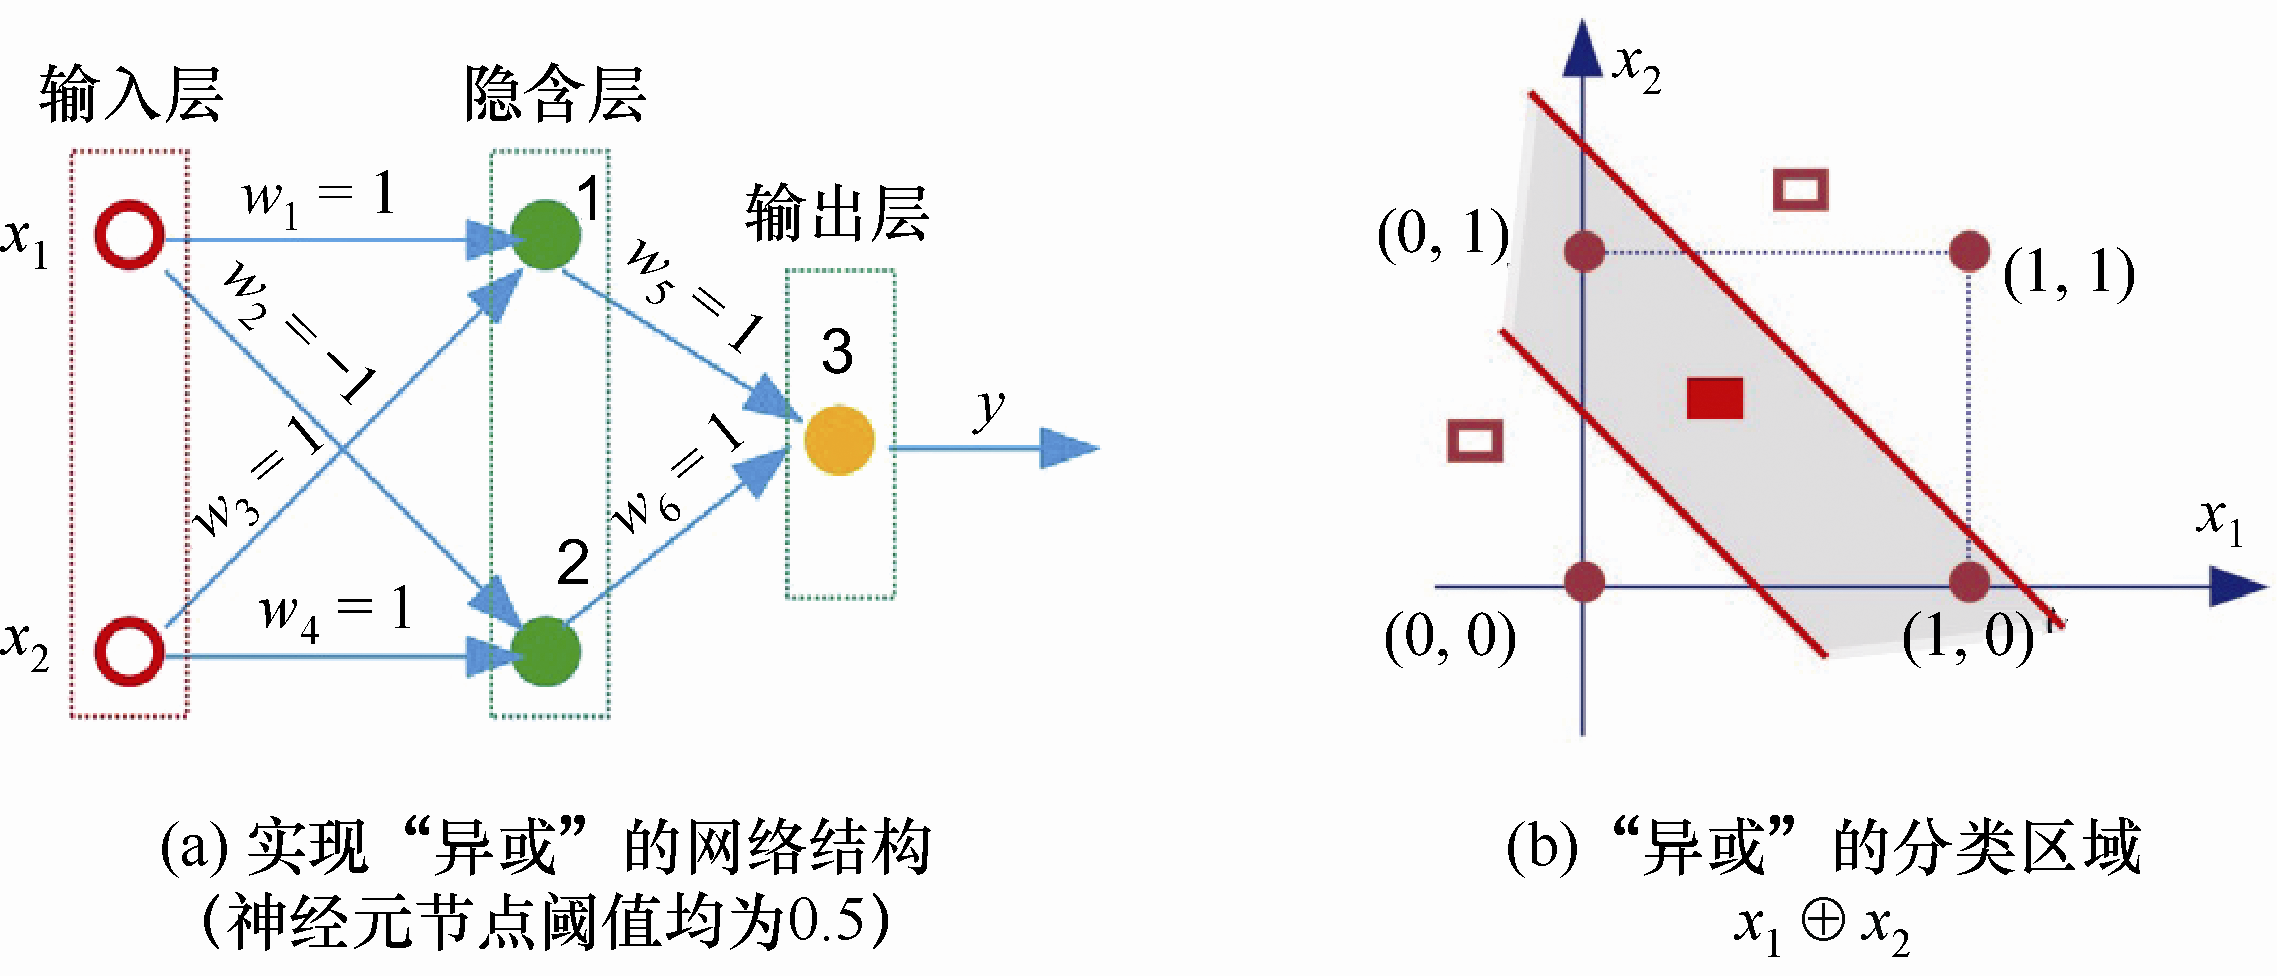 输入层
隐含层
输出层
x₁
x₂
w₁ = 1
w₂ = −1
w₃ = 1
w₄ = 1
w₅ = 1
w₆ = 1
1
2
3
y
(a) 实现“异或”的网络结构
(神经元节点阈值均为0.5)
x₂
(0, 1)
(1, 1)
x₁
(0, 0)
(1, 0)
(b) “异或”的分类区域
x₁ ⊕ x₂